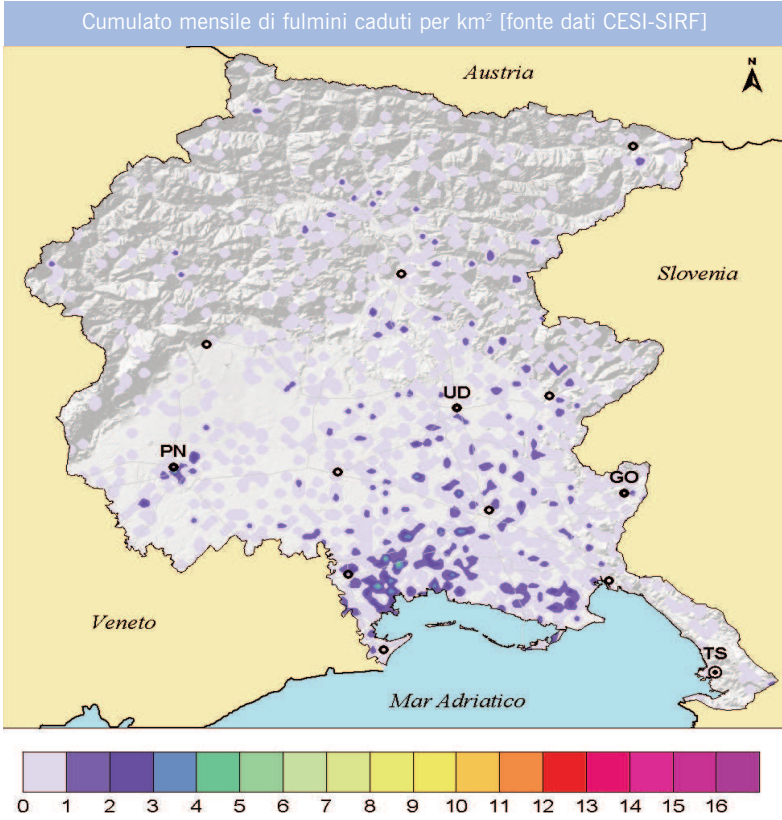 Cumulato mensile di fulmini caduti per km² [fonte dati CESI-SIRF]
Austria
N
Slovenia
UD
PN
GO
Veneto
TS
Mar Adriatico
0 1 2 3 4 5 6 7 8 9 10 11 12 13 14 15 16